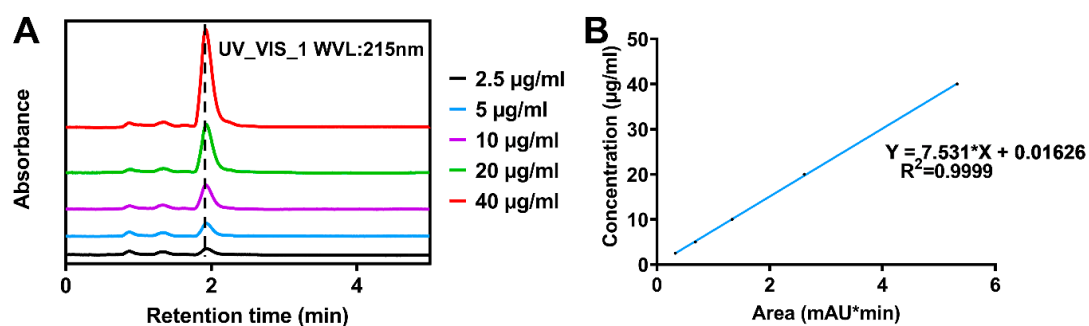 A
UV_VIS_1 WVL:215nm
Absorbance
2.5 µg/ml
5 µg/ml
10 µg/ml
20 µg/ml
40 µg/ml
0
2
4
Retention time (min)
B
Concentration (µg/ml)
50
40
30
20
10
0
Y = 7.531*X + 0.01626
R²=0.9999
0
2
4
6
Area (mAU*min)